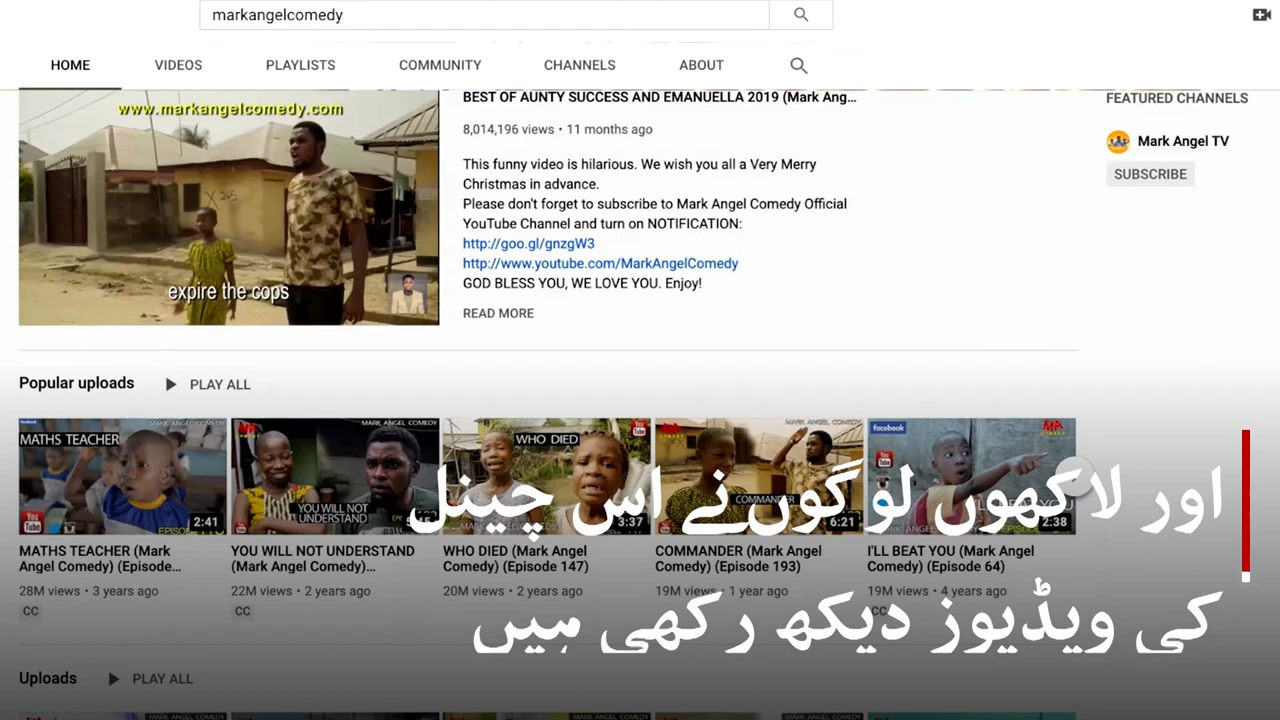 markangelcomedy
HOME VIDEOS PLAYLISTS COMMUNITY CHANNELS ABOUT
www.markangelcomedy.com
expire the cops
BEST OF AUNTY SUCCESS AND EMANUELLA 2019 (Mark Ang...
8,014,196 views • 11 months ago
This funny video is hilarious. We wish you all a Very Merry
Christmas in advance.
Please don't forget to subscribe to Mark Angel Comedy Official
YouTube Channel and turn on NOTIFICATION:
http://goo.gl/gnzgW3
http://www.youtube.com/MarkAngelComedy
GOD BLESS YOU, WE LOVE YOU. Enjoy!
READ MORE
FEATURED CHANNELS
Mark Angel TV
SUBSCRIBE
Popular uploads PLAY ALL
MATHS TEACHER
2:41
MATHS TEACHER (Mark
Angel Comedy) (Episode...
28M views • 3 years ago
CC
MARK ANGEL COMEDY
YOU WILL NOT
UNDERSTAND
YOU WILL NOT UNDERSTAND
(Mark Angel Comedy)...
22M views • 2 years ago
CC
WHO DIED
3:37
WHO DIED (Mark Angel
Comedy) (Episode 147)
20M views • 2 years ago
MARK ANGEL COMEDY
COMMANDER
6:21
COMMANDER (Mark Angel
Comedy) (Episode 193)
19M views • 1 year ago
facebook
2:38
I'LL BEAT YOU (Mark Angel
Comedy) (Episode 64)
19M views • 4 years ago
CC
اور لاکھوں لوگوں نے اس چینل
کی ویڈیوز دیکھ رکھی ہیں
Uploads PLAY ALL